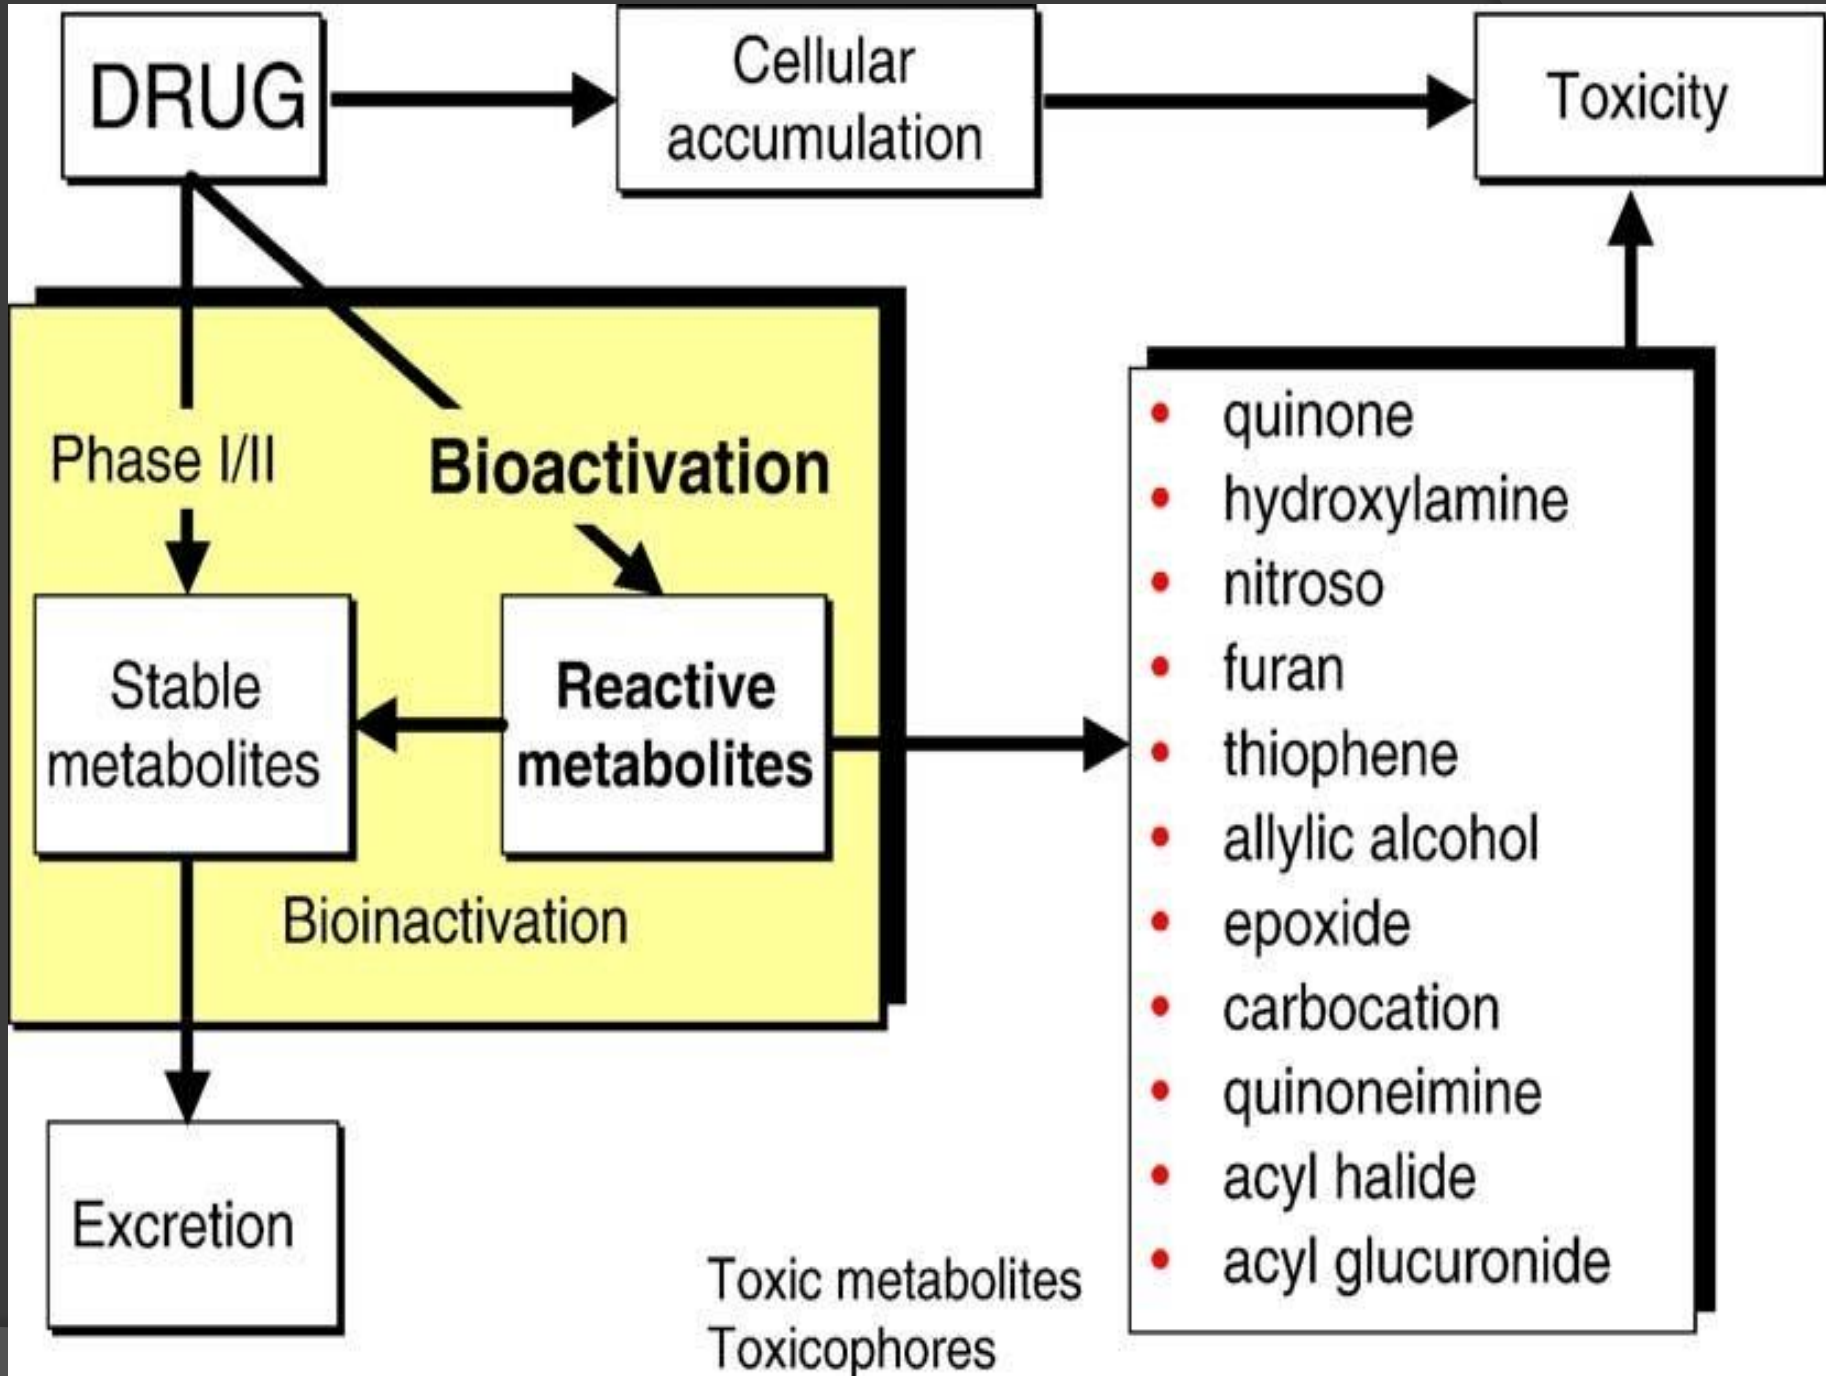 DRUG
Cellular
accumulation
Toxicity
Phase I/II
Bioactivation
Stable
metabolites
Reactive
metabolites
Bioinactivation
Excretion
• quinone
• hydroxylamine
• nitroso
• furan
• thiophene
• allylic alcohol
• epoxide
• carbocation
• quinoneimine
• acyl halide
• acyl glucuronide
Toxic metabolites
Toxicophores